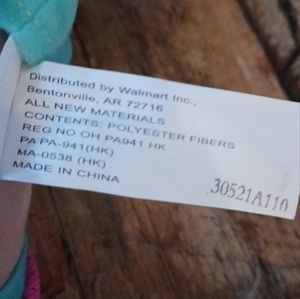 Distributed by Walmart Inc.,
Bentonville, AR 72716
ALL NEW MATERIALS
CONTENTS: POLYESTER FIBERS
REG NO OH PA941 HK
PA PA-941(HK)
MA-0538 (HK)
MADE IN CHINA
30521A110